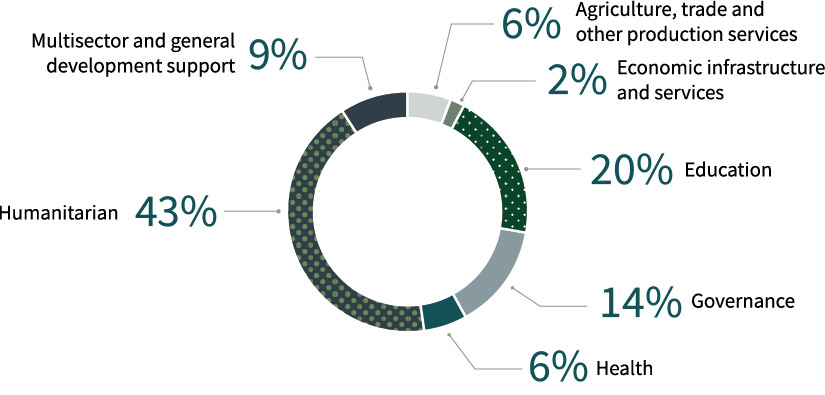 6%
Agriculture, trade and
other production services
2%
Economic infrastructure
and services
20%
Education
14%
Governance
6%
Health
Humanitarian
43%
Multisector and general
development support
9%